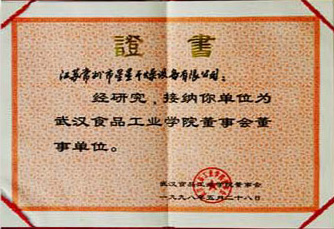 證書
江苏常州市星星干燥设备有限公司：
经研究，接纳你单位为
武汉食品工业学院董事会董
事单位。
武汉食品工业学院董事会
一九九八年五月二十八日